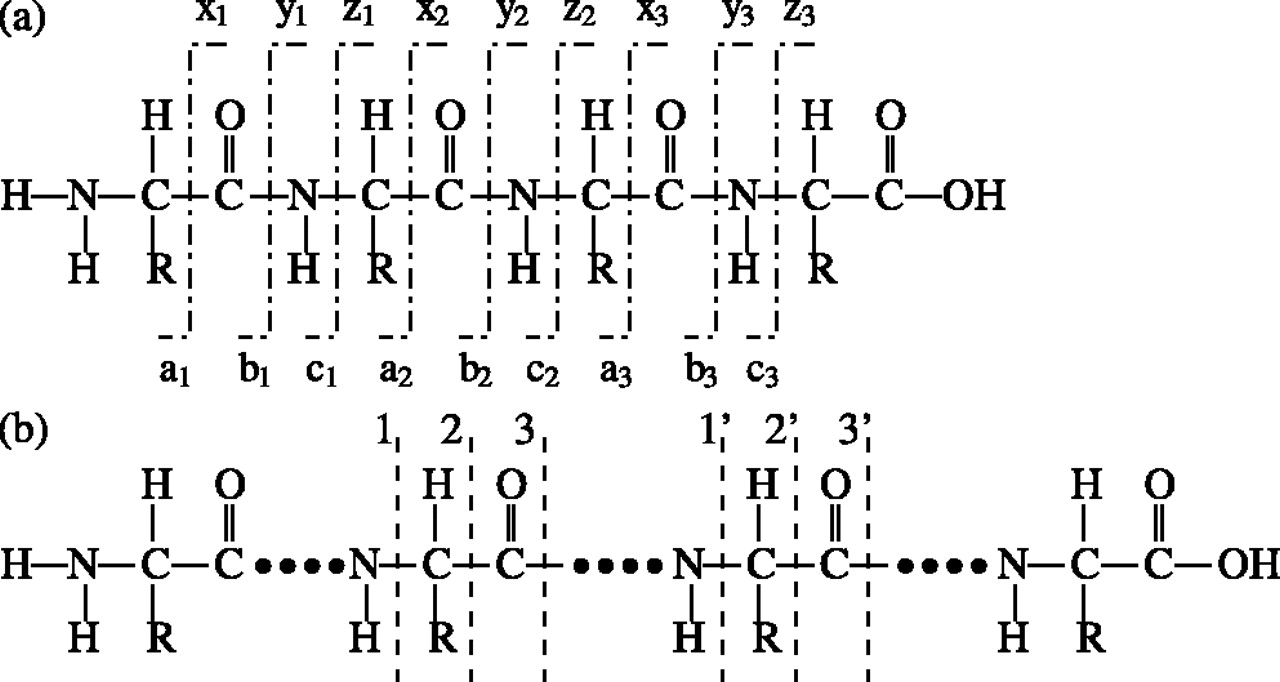 (a) x₁ y₁ z₁ x₂ y₂ z₂ x₃ y₃ z₃
H O H O H O H O
H N C C N C C N C C N C C OH
H R H R H R H R
a₁ b₁ c₁ a₂ b₂ c₂ a₃ b₃ c₃
(b) 1 2 3 1' 2' 3'
H O H O H O H O
H N C C N C C N C C N C C OH
H R H R H R H R